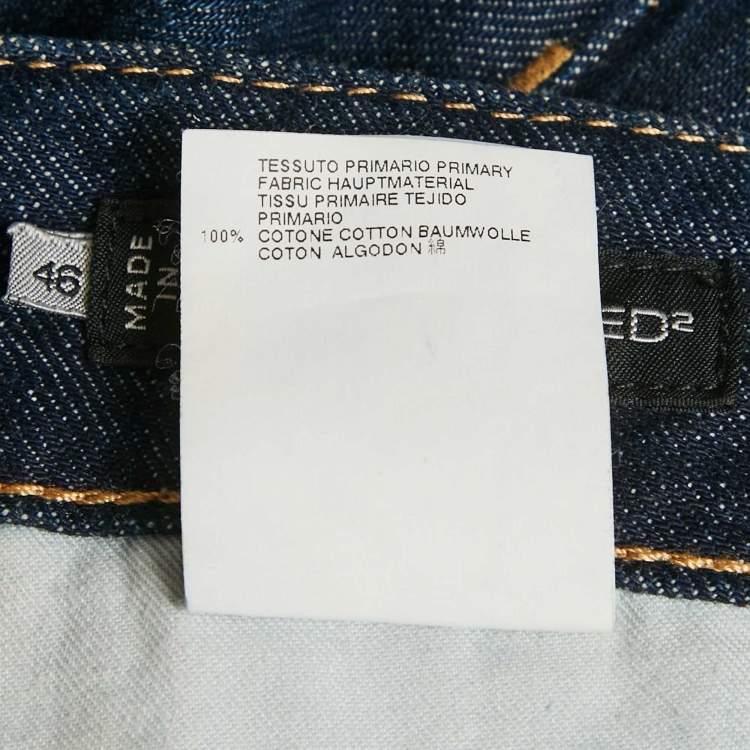 TESSUTO PRIMARIO PRIMARY
FABRIC HAUPTMATERIAL
TISSU PRIMAIRE TEJIDO
PRIMARIO
100% COTONE COTTON BAUMWOLLE
COTON ALGODON 綿
46
MADE
IN
ED²